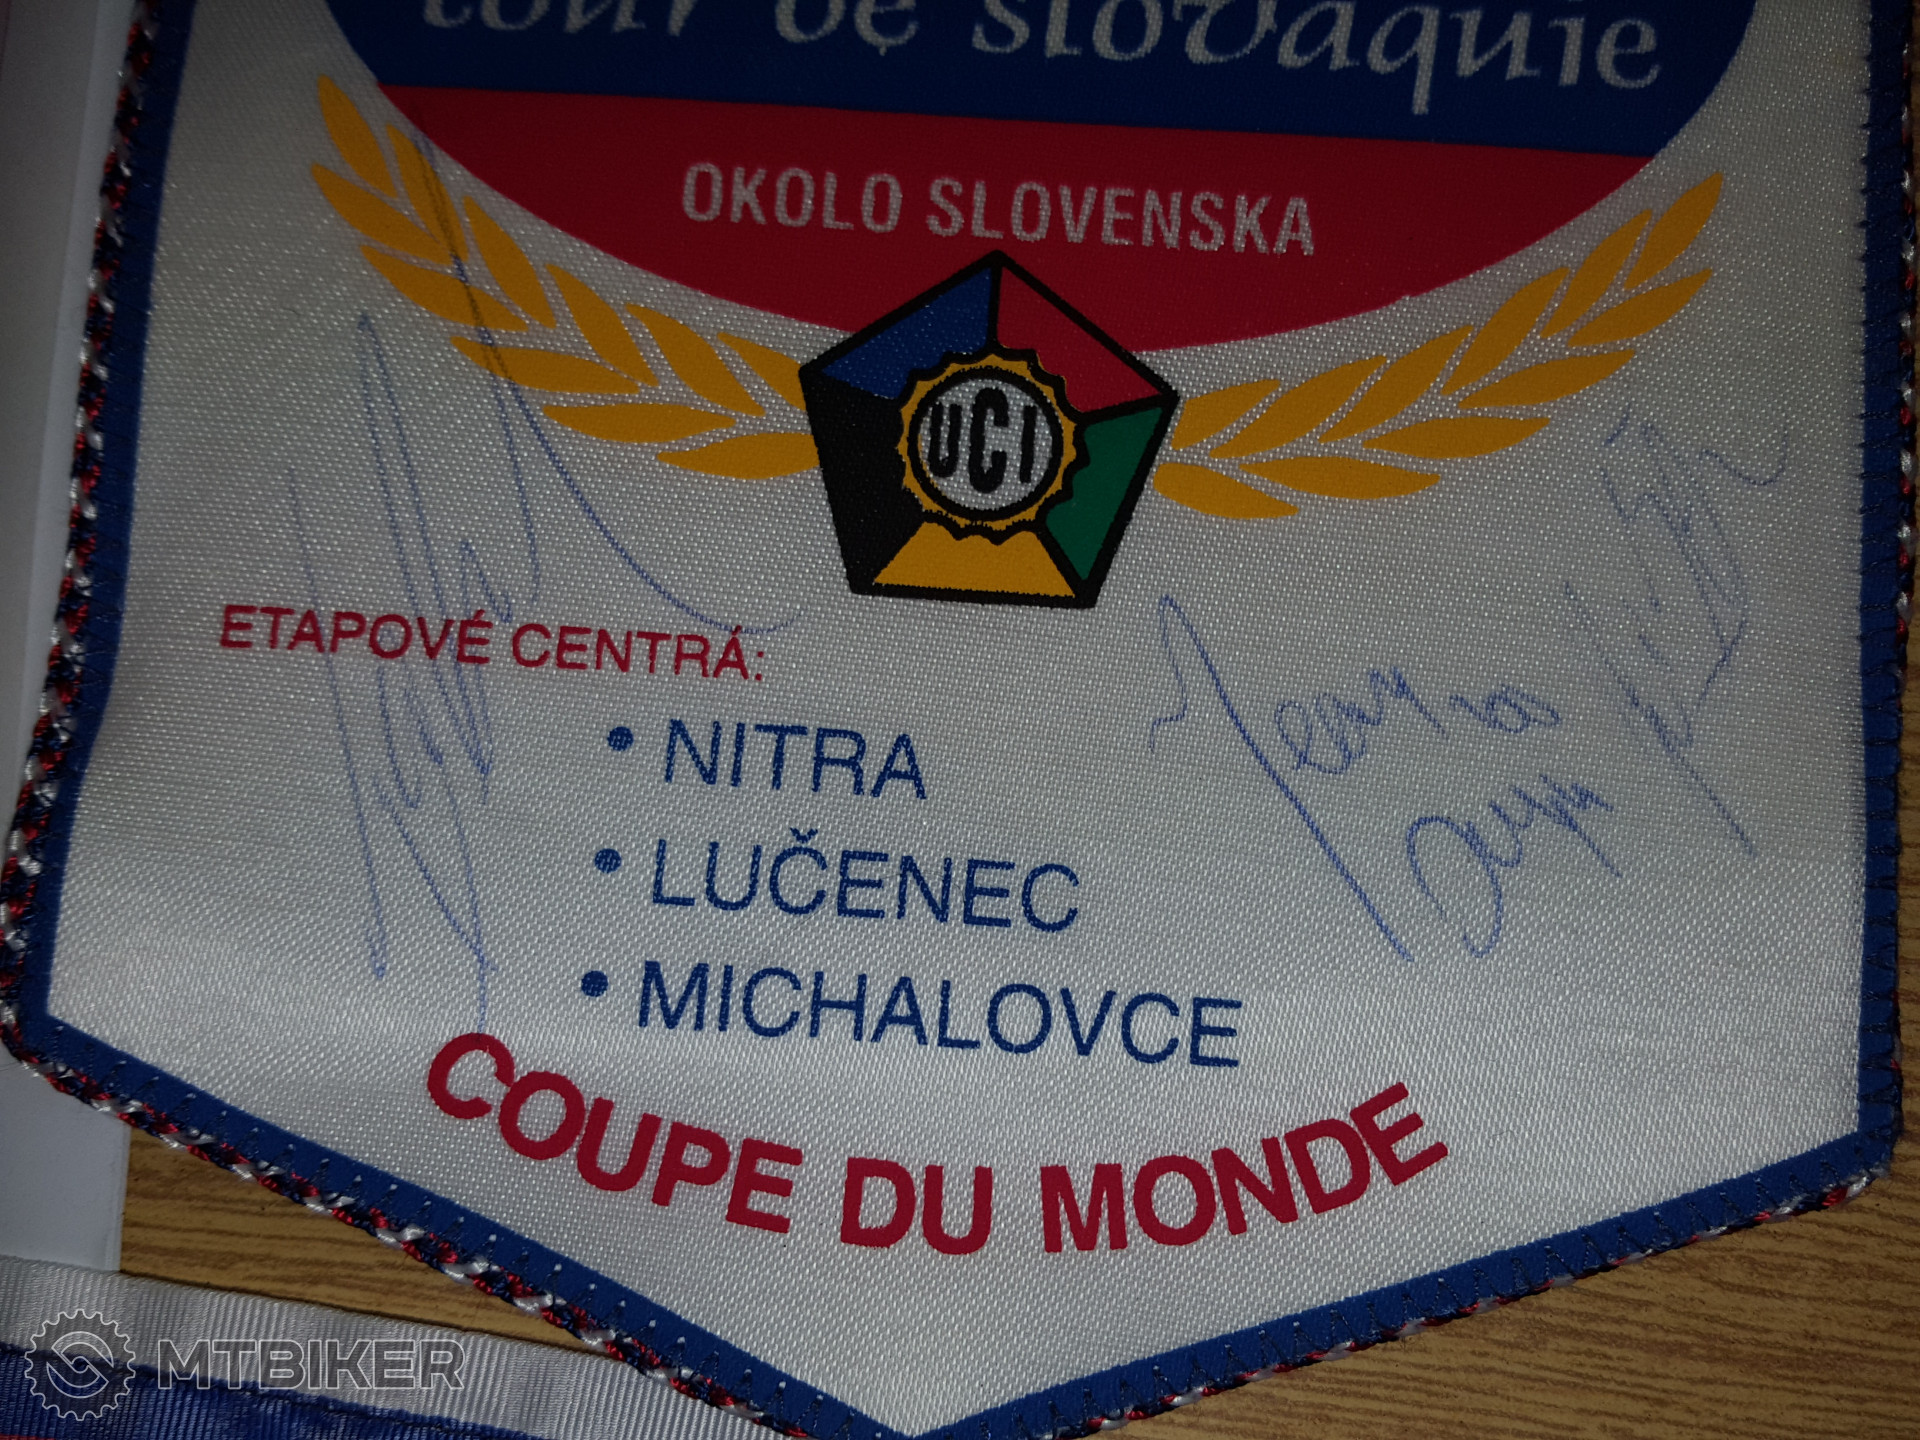 tour de slovaquie
OKOLO SLOVENSKA
UCI
ETAPOVÉ CENTRÁ:
• NITRA
• LUČENEC
• MICHALOVCE
COUPE DU MONDE
MTBIKER